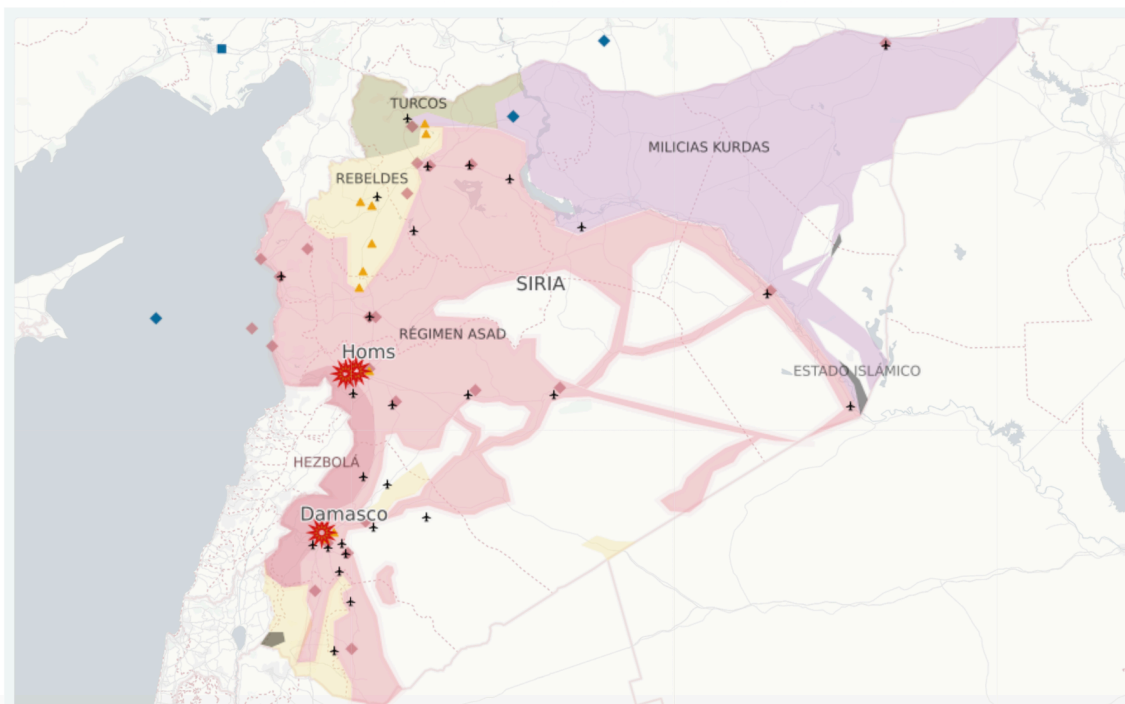 TURCOS
MILICIAS KURDAS
REBELDES
SIRIA
RÉGIMEN ASAD
Homs
ESTADO ISLÁMICO
HEZBOLÁ
Damasco